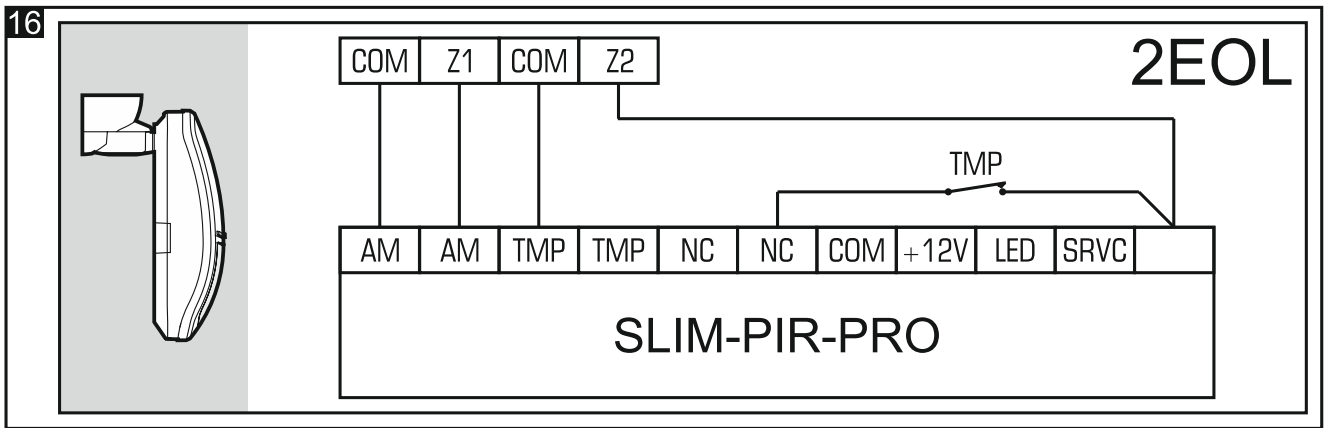 16
2EOL
COM Z1 COM Z2
TMP
AM AM TMP TMP NC NC COM +12V LED SRVC
SLIM-PIR-PRO